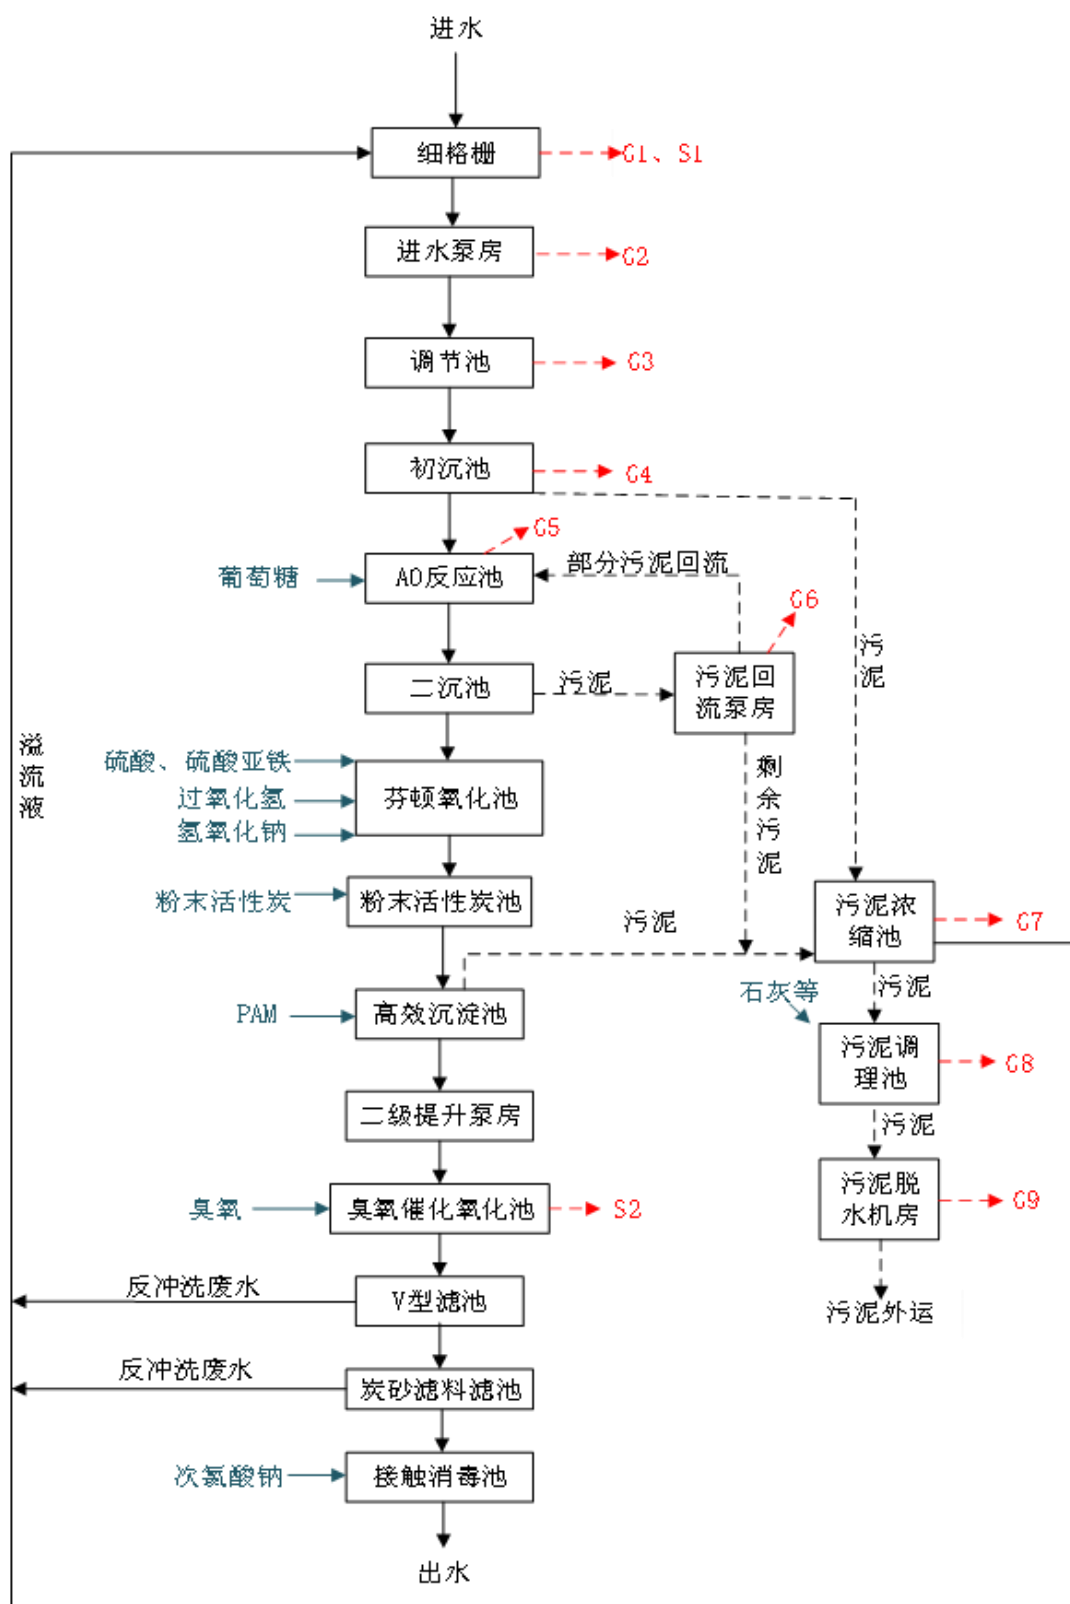 进水
细格栅
G1、S1
进水泵房
G2
调节池
G3
初沉池
G4
G5
葡萄糖
AO反应池
部分污泥回流
G6
污泥
二沉池
污泥
污泥回
流泵房
溢流液
硫酸、硫酸亚铁
过氧化氢
氢氧化钠
芬顿氧化池
剩余污泥
粉末活性炭
粉末活性炭池
污泥
污泥浓
缩池
G7
污泥
石灰等
PAM
高效沉淀池
污泥调
理池
G8
二级提升泵房
污泥
污泥脱
水机房
G9
臭氧
臭氧催化氧化池
S2
反冲洗废水
V型滤池
污泥外运
反冲洗废水
炭砂滤料滤池
次氯酸钠
接触消毒池
出水